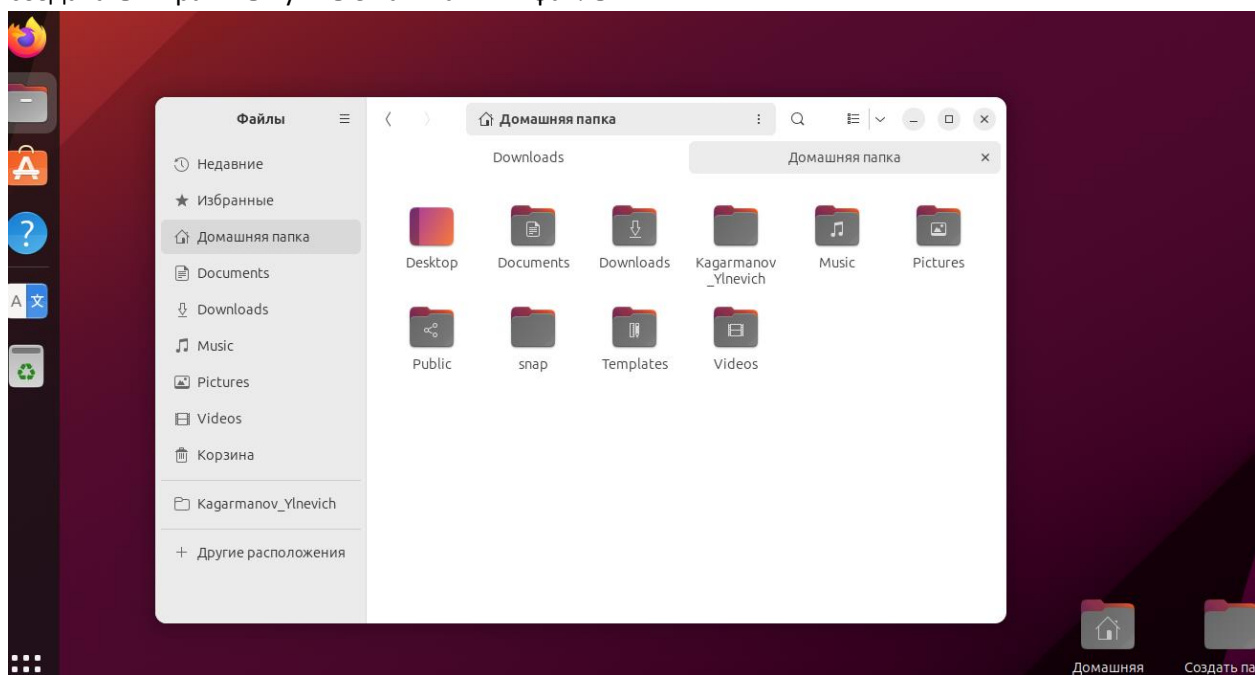 Файлы
Домашняя папка
Downloads
Домашняя папка
Недавние
Избранные
Домашняя папка
Documents
Downloads
Music
Pictures
Videos
Корзина
Kagarmanov_Ylnevich
Другие расположения
Desktop
Documents
Downloads
Kagarmanov
_Ylnevich
Music
Pictures
Public
snap
Templates
Videos
Домашняя
Создать па